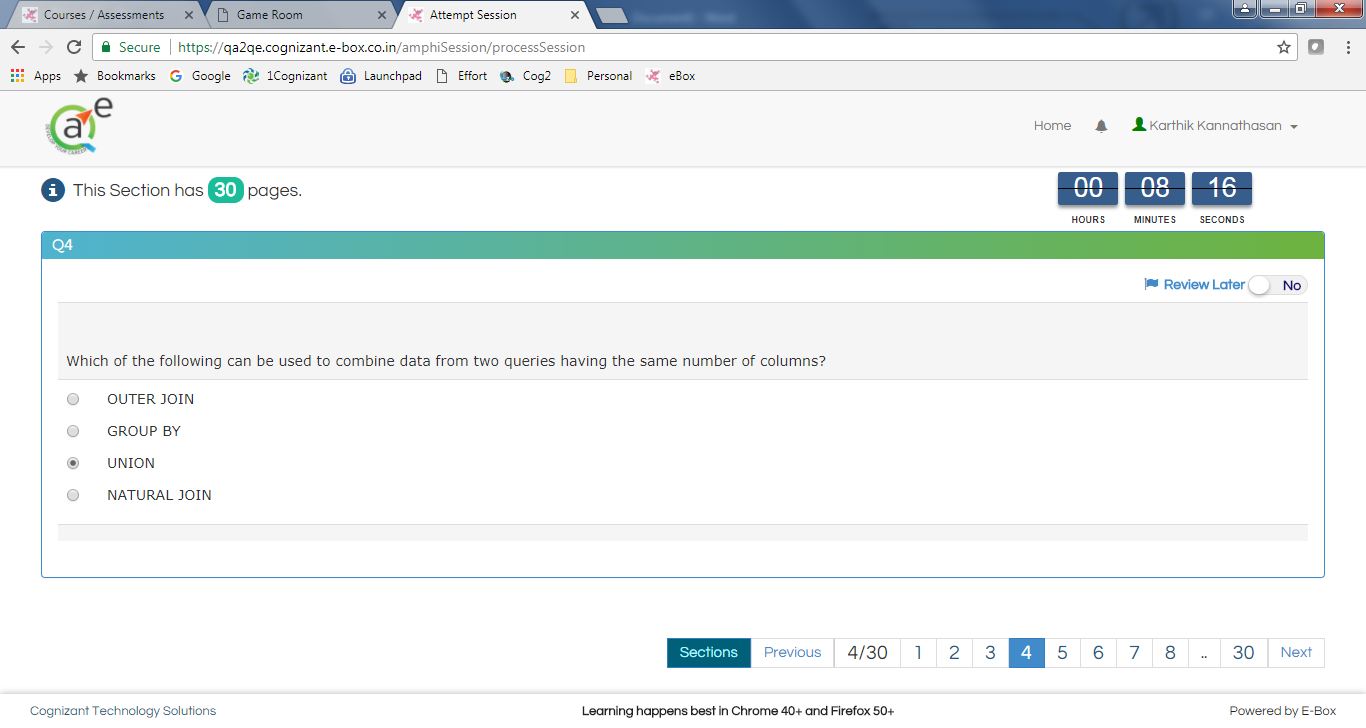 Courses / Assessments
Game Room
Attempt Session
Secure
https://qa2qe.cognizant.e-box.co.in/amphiSession/processSession
Apps
Bookmarks
Google
1Cognizant
Launchpad
Effort
Cog2
Personal
eBox
a e
Home
Karthik Kannathasan
This Section has 30 pages.
00 08 16
HOURS MINUTES SECONDS
Q4
Review Later No
Which of the following can be used to combine data from two queries having the same number of columns?
OUTER JOIN
GROUP BY
UNION
NATURAL JOIN
Sections Previous 4/30 1 2 3 4 5 6 7 8 .. 30 Next
Cognizant Technology Solutions
Learning happens best in Chrome 40+ and Firefox 50+
Powered by E-Box